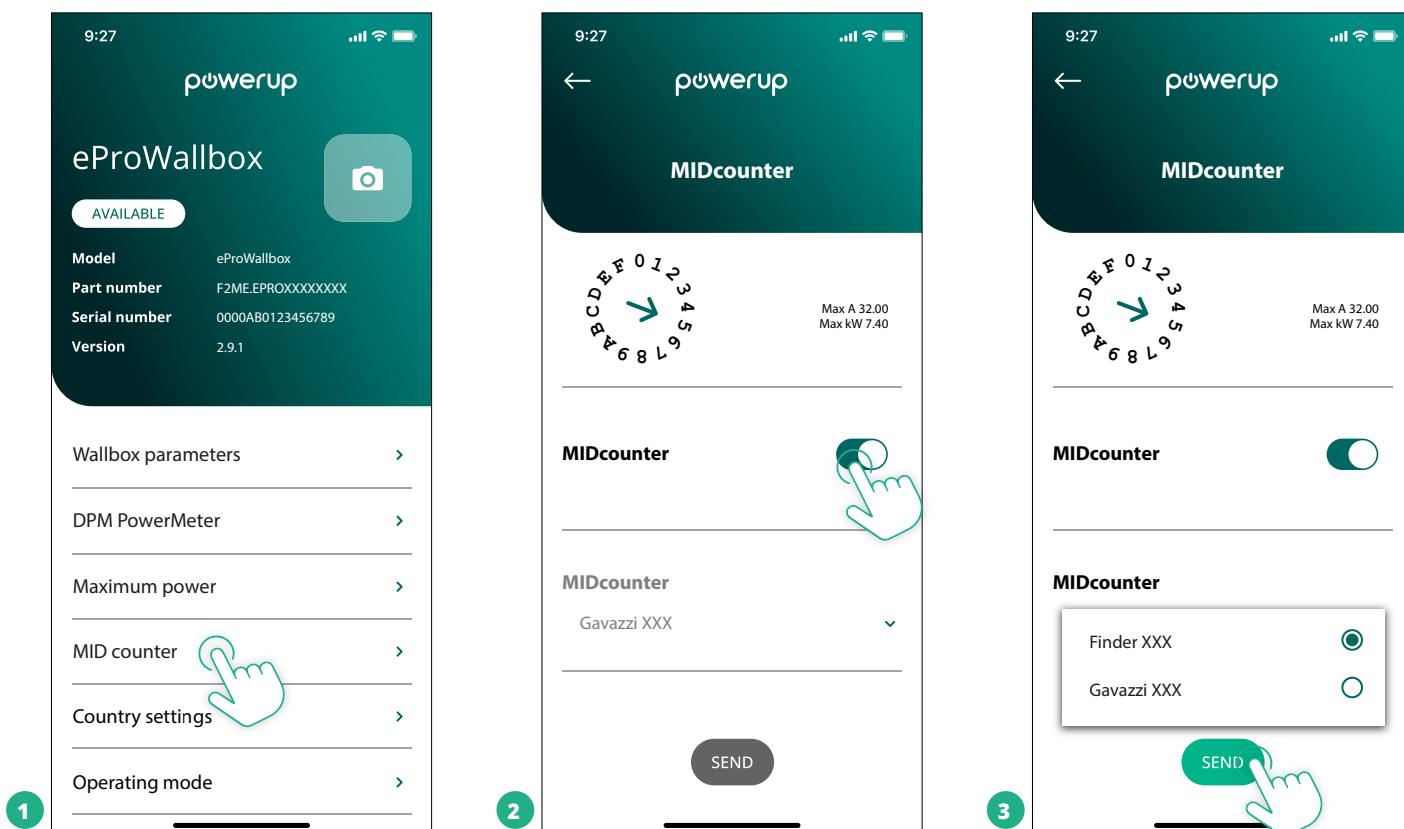 9:27
powerup
eProWallbox
AVAILABLE
Model eProWallbox
Part number F2ME.EPROXXXXXXXX
Serial number 0000AB0123456789
Version 2.9.1
Wallbox parameters
DPM PowerMeter
Maximum power
MID counter
Country settings
Operating mode
1
9:27
powerup
MIDcounter
0 1 2 3 4 5 6 7 8 9 A B C D E F
Max A 32.00
Max kW 7.40
MIDcounter
MIDcounter
Gavazzi XXX
SEND
2
9:27
powerup
MIDcounter
0 1 2 3 4 5 6 7 8 9 A B C D E F
Max A 32.00
Max kW 7.40
MIDcounter
MIDcounter
Finder XXX
Gavazzi XXX
SEND
3